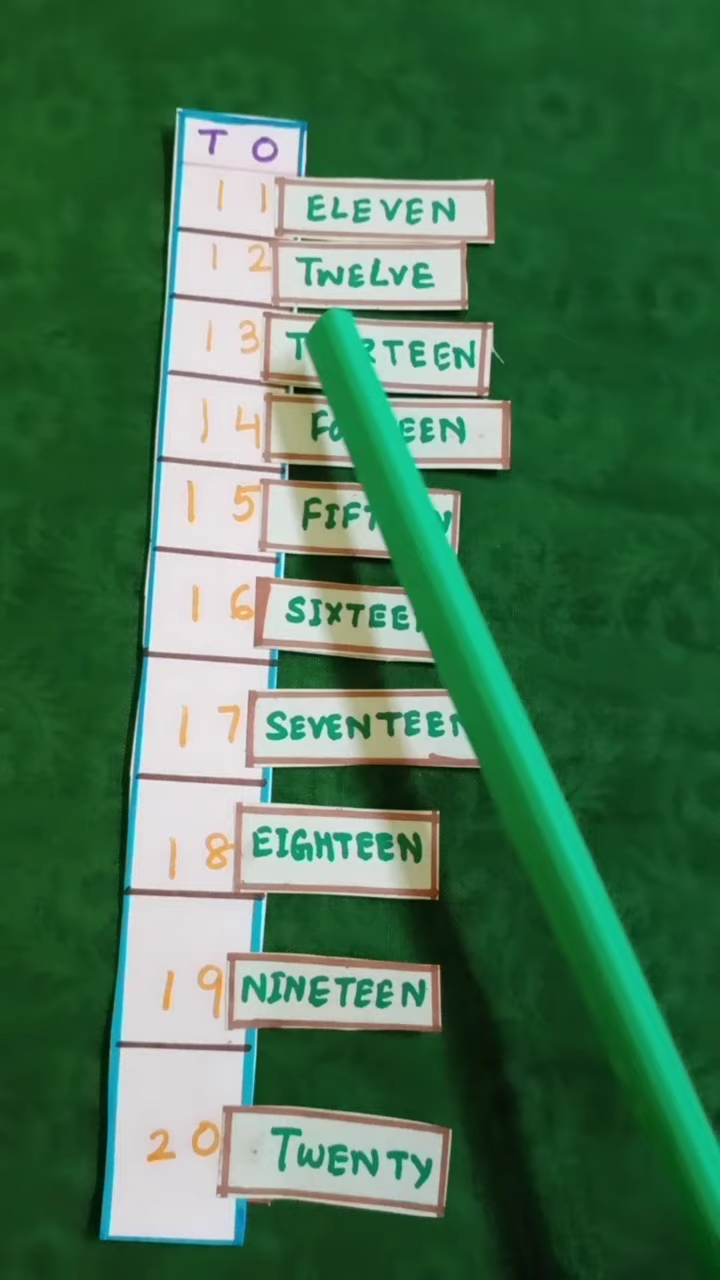 T O
1 1 ELEVEN
1 2 TWELVE
1 3
1 4
1 5
1 6 SIXTEEN
1 7 SEVENTEEN
1 8 EIGHTEEN
1 9 NINETEEN
2 0 TWENTY